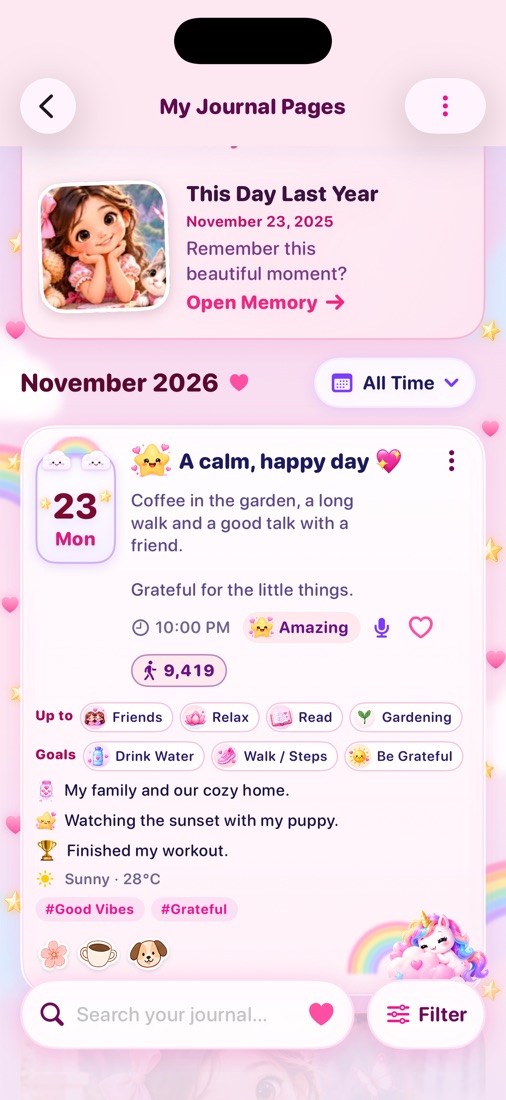 My Journal Pages
This Day Last Year
November 23, 2025
Remember this
beautiful moment?
Open Memory →
November 2026
All Time
23
Mon
A calm, happy day
Coffee in the garden, a long
walk and a good talk with a
friend.
Grateful for the little things.
10:00 PM
Amazing
9,419
Up to
Friends
Relax
Read
Gardening
Goals
Drink Water
Walk / Steps
Be Grateful
My family and our cozy home.
Watching the sunset with my puppy.
Finished my workout.
Sunny · 28°C
#Good Vibes
#Grateful
Search your journal...
Filter